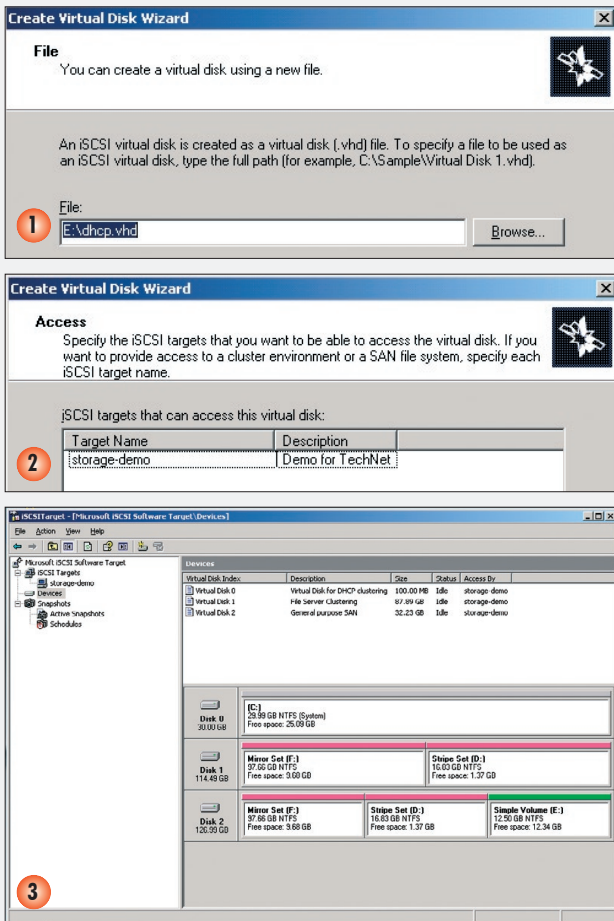 Create Virtual Disk Wizard
File
You can create a virtual disk using a new file.
An iSCSI virtual disk is created as a virtual disk (.vhd) file. To specify a file to be used as
an iSCSI virtual disk, type the full path (for example, C:\Sample\Virtual Disk 1.vhd).
File:
1
E:\dhcp.vhd
Browse...
Create Virtual Disk Wizard
Access
Specify the iSCSI targets that you want to be able to access the virtual disk. If you
want to provide access to a cluster environment or a SAN file system, specify each
iSCSI target name.
iSCSI targets that can access this virtual disk:
Target Name Description
2
storage-demo Demo for TechNet
iSCSITarget - [Microsoft iSCSI Software Target\Devices]
File Action View Help
Microsoft iSCSI Software Target
iSCSI Targets
storage-demo
Devices
Snapshots
Active Snapshots
Schedules
Devices
Virtual Disk Index Description Size Status Access By
Virtual Disk 0 Virtual Disk for DHCP clustering 100.00 MB Idle storage-demo
Virtual Disk 1 File Server Clustering 87.89 GB Idle storage-demo
Virtual Disk 2 General purpose SAN 32.23 GB Idle storage-demo
Disk 0
30.00 GB
(C:)
29.99 GB NTFS (System)
Free space: 25.09 GB
Disk 1
114.49 GB
Mirror Set (F:)
97.66 GB NTFS
Free space: 9.68 GB
Stripe Set (D:)
16.83 GB NTFS
Free space: 1.37 GB
Disk 2
126.99 GB
Mirror Set (F:)
97.66 GB NTFS
Free space: 9.68 GB
Stripe Set (D:)
16.83 GB NTFS
Free space: 1.37 GB
Simple Volume (E:)
12.50 GB NTFS
Free space: 12.34 GB
3